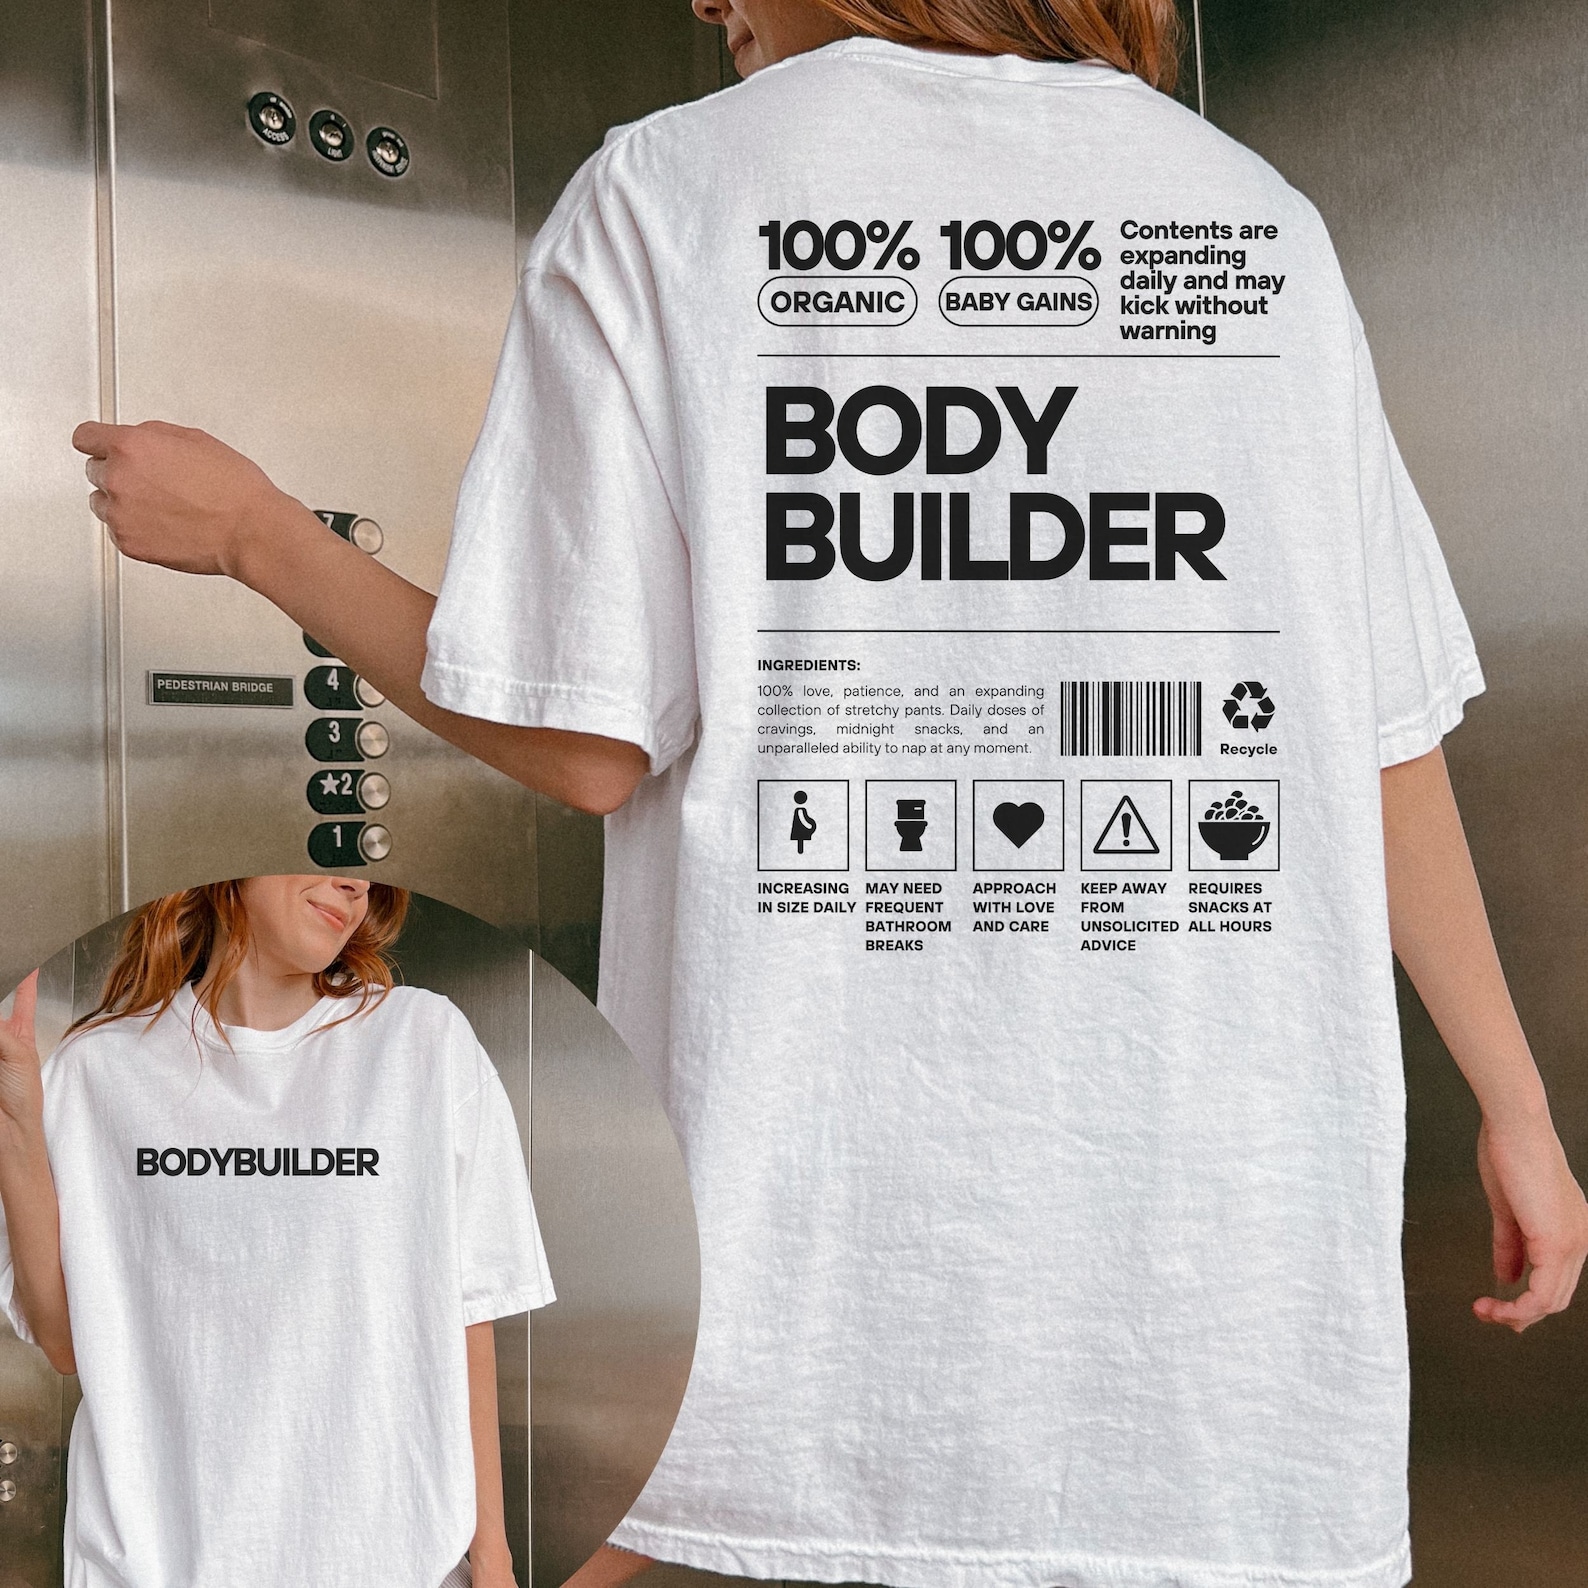 ACCESS
LIGHT
100% 100%
ORGANIC BABY GAINS
Contents are
expanding
daily and may
kick without
warning
BODY
BUILDER
INGREDIENTS:
100% love, patience, and an expanding
collection of stretchy pants. Daily doses of
cravings, midnight snacks, and an
unparalleled ability to nap at any moment.
Recycle
INCREASING
IN SIZE DAILY
MAY NEED
FREQUENT
BATHROOM
BREAKS
APPROACH
WITH LOVE
AND CARE
KEEP AWAY
FROM
UNSOLICITED
ADVICE
REQUIRES
SNACKS AT
ALL HOURS
7
PEDESTRIAN BRIDGE
4
3
★2
1
BODYBUILDER